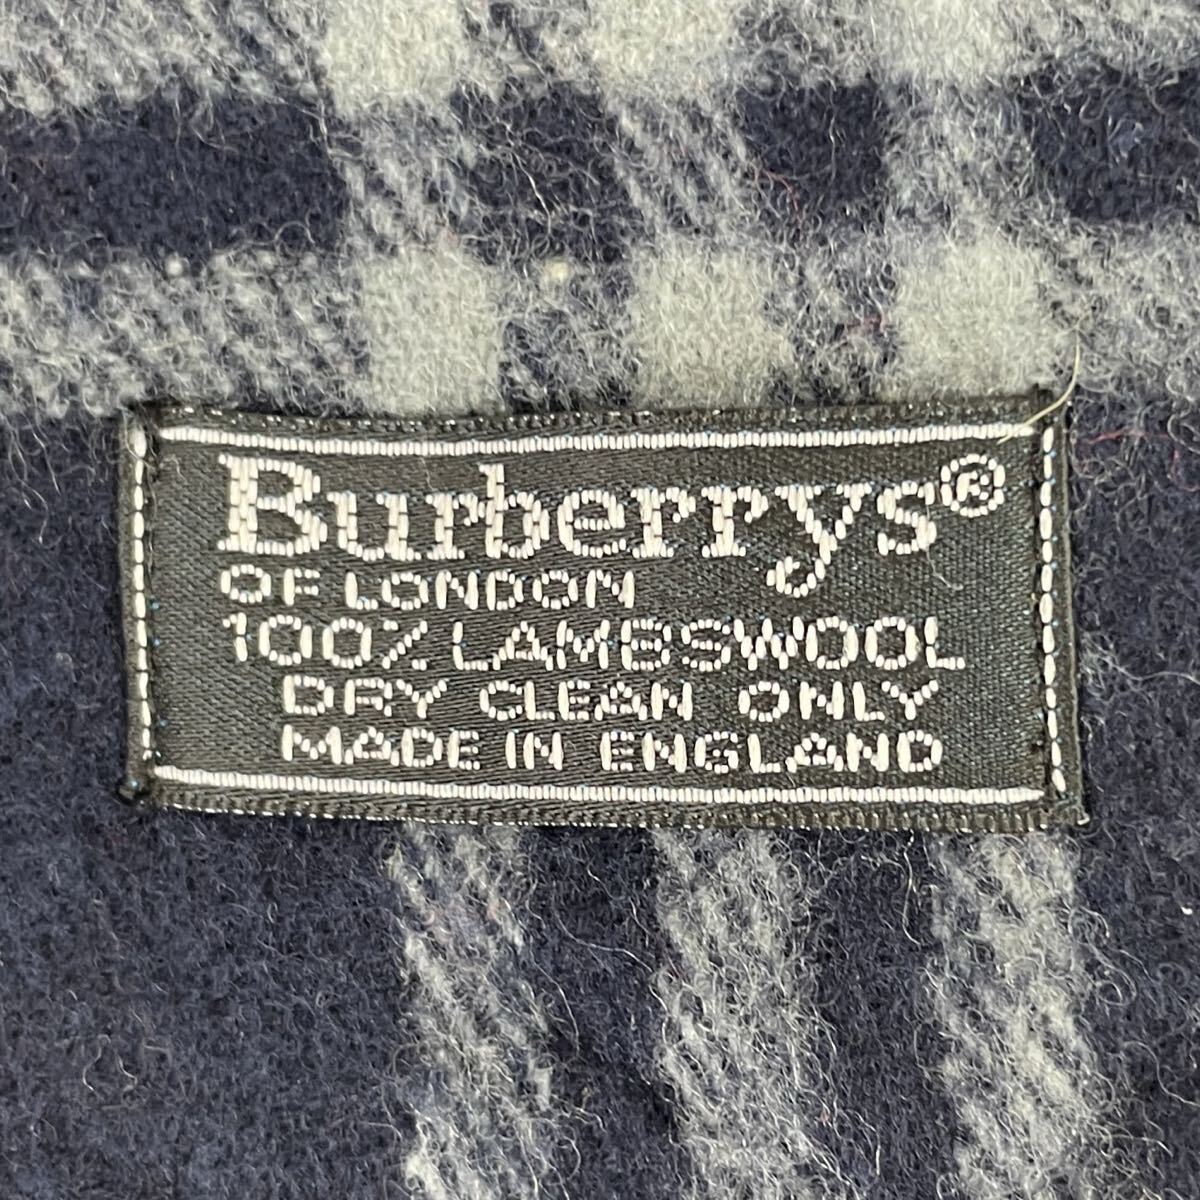 Burberrys®
OF LONDON
100% LAMBSWOOL
DRY CLEAN ONLY
MADE IN ENGLAND